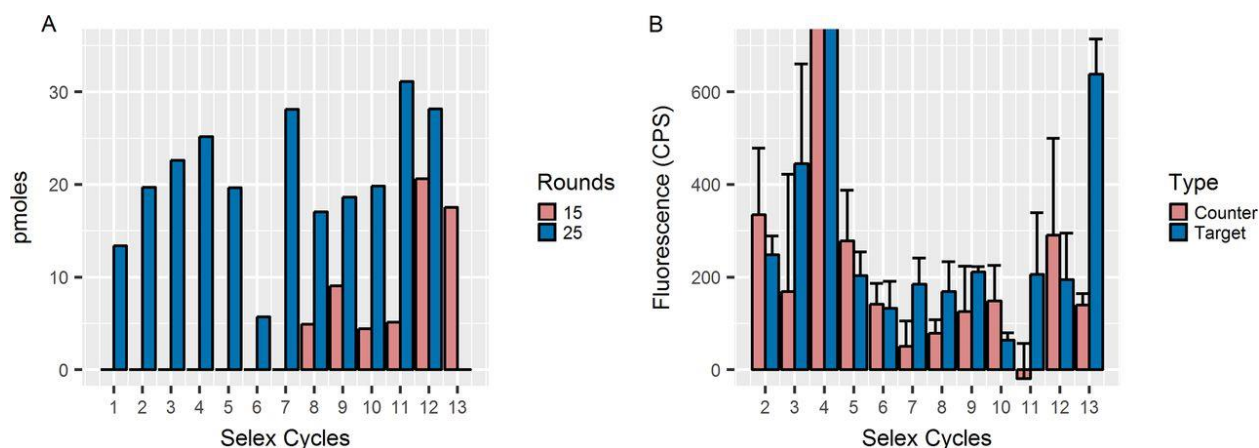 A
pmoles
30
20
10
0
1 2 3 4 5 6 7 8 9 10 11 12 13
Selex Cycles
Rounds
15
25
B
Fluorescence (CPS)
600
400
200
0
2 3 4 5 6 7 8 9 10 11 12 13
Selex Cycles
Type
Counter
Target